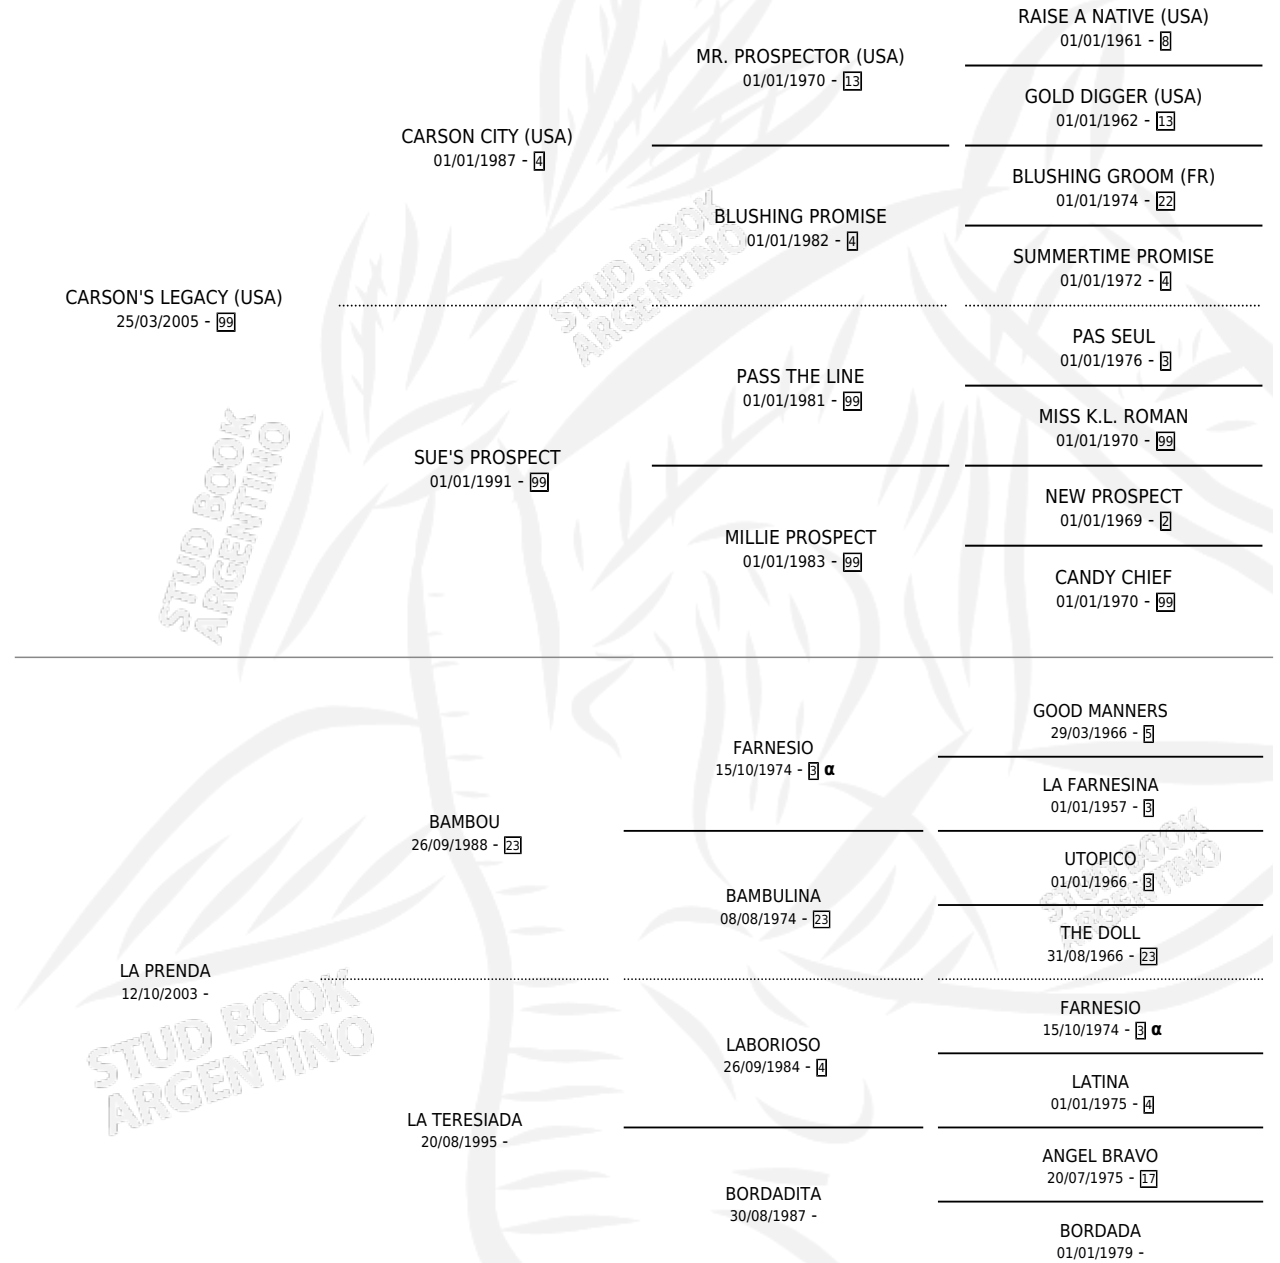 RAISE A NATIVE (USA)
01/01/1961 - 8
MR. PROSPECTOR (USA)
01/01/1970 - 13
GOLD DIGGER (USA)
01/01/1962 - 13
CARSON CITY (USA)
01/01/1987 - 4
BLUSHING GROOM (FR)
01/01/1974 - 22
BLUSHING PROMISE
01/01/1982 - 4
SUMMERTIME PROMISE
01/01/1972 - 4
CARSON'S LEGACY (USA)
25/03/2005 - 99
PAS SEUL
01/01/1976 - 3
PASS THE LINE
01/01/1981 - 99
MISS K.L. ROMAN
01/01/1970 - 99
SUE'S PROSPECT
01/01/1991 - 99
NEW PROSPECT
01/01/1969 - 2
MILLIE PROSPECT
01/01/1983 - 99
CANDY CHIEF
01/01/1970 - 99
GOOD MANNERS
29/03/1966 - 5
FARNESIO
15/10/1974 - 3 α
LA FARNESINA
01/01/1957 - 3
BAMBOU
26/09/1988 - 23
UTOPICO
01/01/1966 - 3
BAMBULINA
08/08/1974 - 23
THE DOLL
31/08/1966 - 23
LA PRENDA
12/10/2003 -
FARNESIO
15/10/1974 - 3 α
LABORIOSO
26/09/1984 - 4
LATINA
01/01/1975 - 4
LA TERESIADA
20/08/1995 -
ANGEL BRAVO
20/07/1975 - 17
BORDADITA
30/08/1987 -
BORDADA
01/01/1979 -
STUD BOOK
ARGENTINO
STUD BOOK
ARGENTINO
STUD BOOK
ARGENTINO
STUD BOOK
ARGENTINO